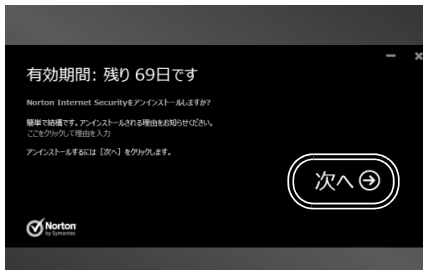 有効期間: 残り 69日です
Norton Internet Securityをアンインストールしますか?
簡単で結構です。アンインストールされる理由をお知らせください。
ここをクリックして理由を入力
アンインストールするには [次へ] をクリックします。
次へ
Norton
by Symantec